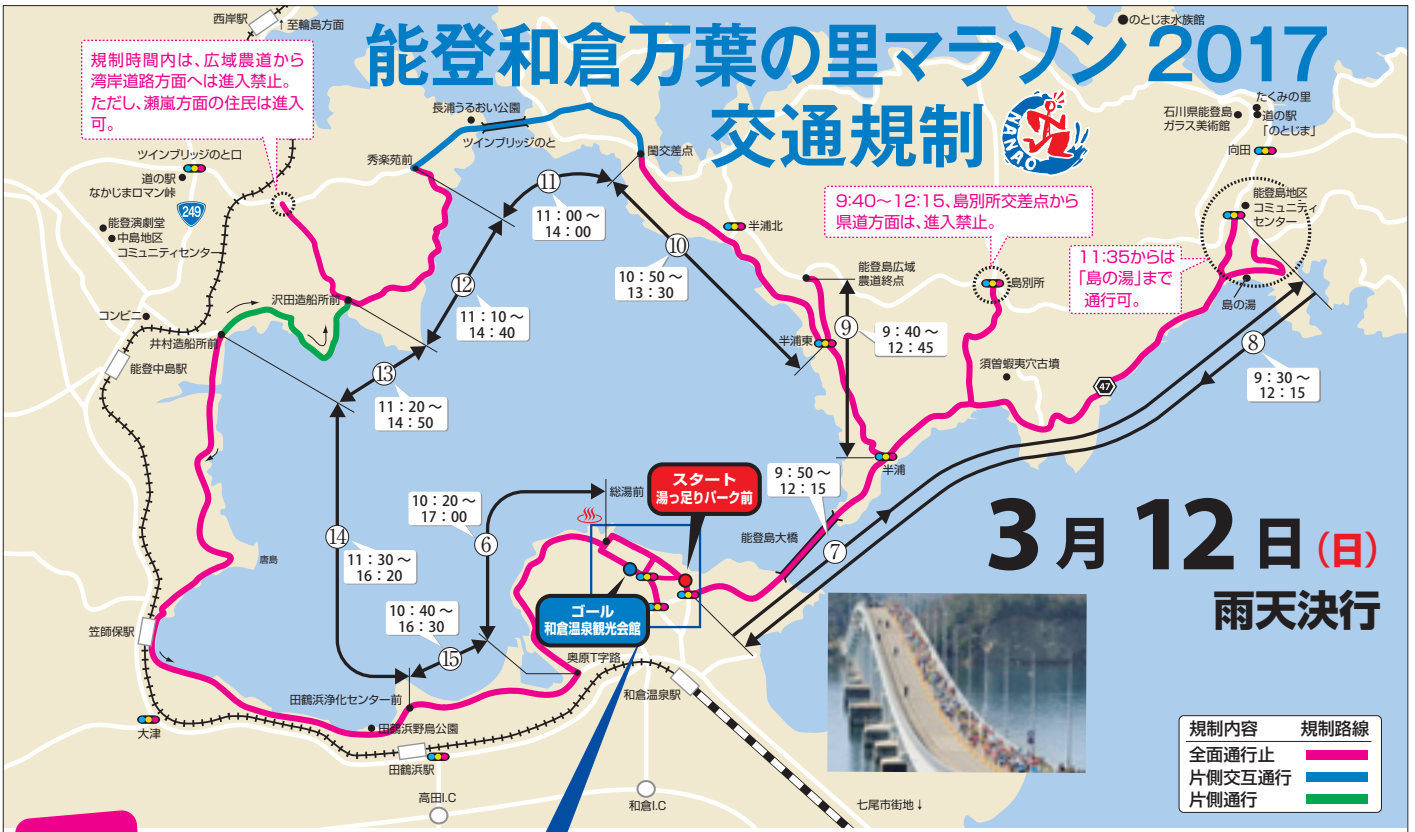 能登和倉万葉の里マラソン 2017
交通規制
NANAO
西岸駅
↑至輪島方面
規制時間内は、広域農道から
湾岸道路方面へは進入禁止。
ただし、瀬嵐方面の住民は進入
可。
長浦うるおい公園
ツインブリッジのと
秀楽苑前
閨交差点
のとじま水族館
たくみの里
石川県能登島
ガラス美術館
道の駅
「のとじま」
向田
ツインブリッジのと口
道の駅
なかじまロマン峠
249
能登演劇堂
中島地区
コミュニティセンター
⑪
11:00～
14:00
半浦北
9:40～12:15、島別所交差点から
県道方面は、進入禁止。
能登島地区
コミュニティ
センター
11:35からは
「島の湯」まで
通行可。
島の湯
⑩
10:50～
13:30
能登島広域
農道終点
島別所
⑫
11:10～
14:40
沢田造船所前
コンビニ
井村造船所前
能登中島駅
⑨
9:40～
12:45
半浦東
須曽蝦夷穴古墳
47
⑧
9:30～
12:15
⑬
11:20～
14:50
半浦
スタート
湯っ足りパーク前
9:50～
12:15
10:20～
17:00
総湯前
⑥
⑦
能登島大橋
3月12日(日)
雨天決行
⑭
11:30～
16:20
唐島
ゴール
和倉温泉観光会館
10:40～
16:30
⑮
笠師保駅
奥原T字路
和倉温泉駅
田鶴浜浄化センター前
田鶴浜野鳥公園
大津
田鶴浜駅
高田I.C
和倉I.C
七尾市街地↓
規制内容 規制路線
全面通行止
片側交互通行
片側通行